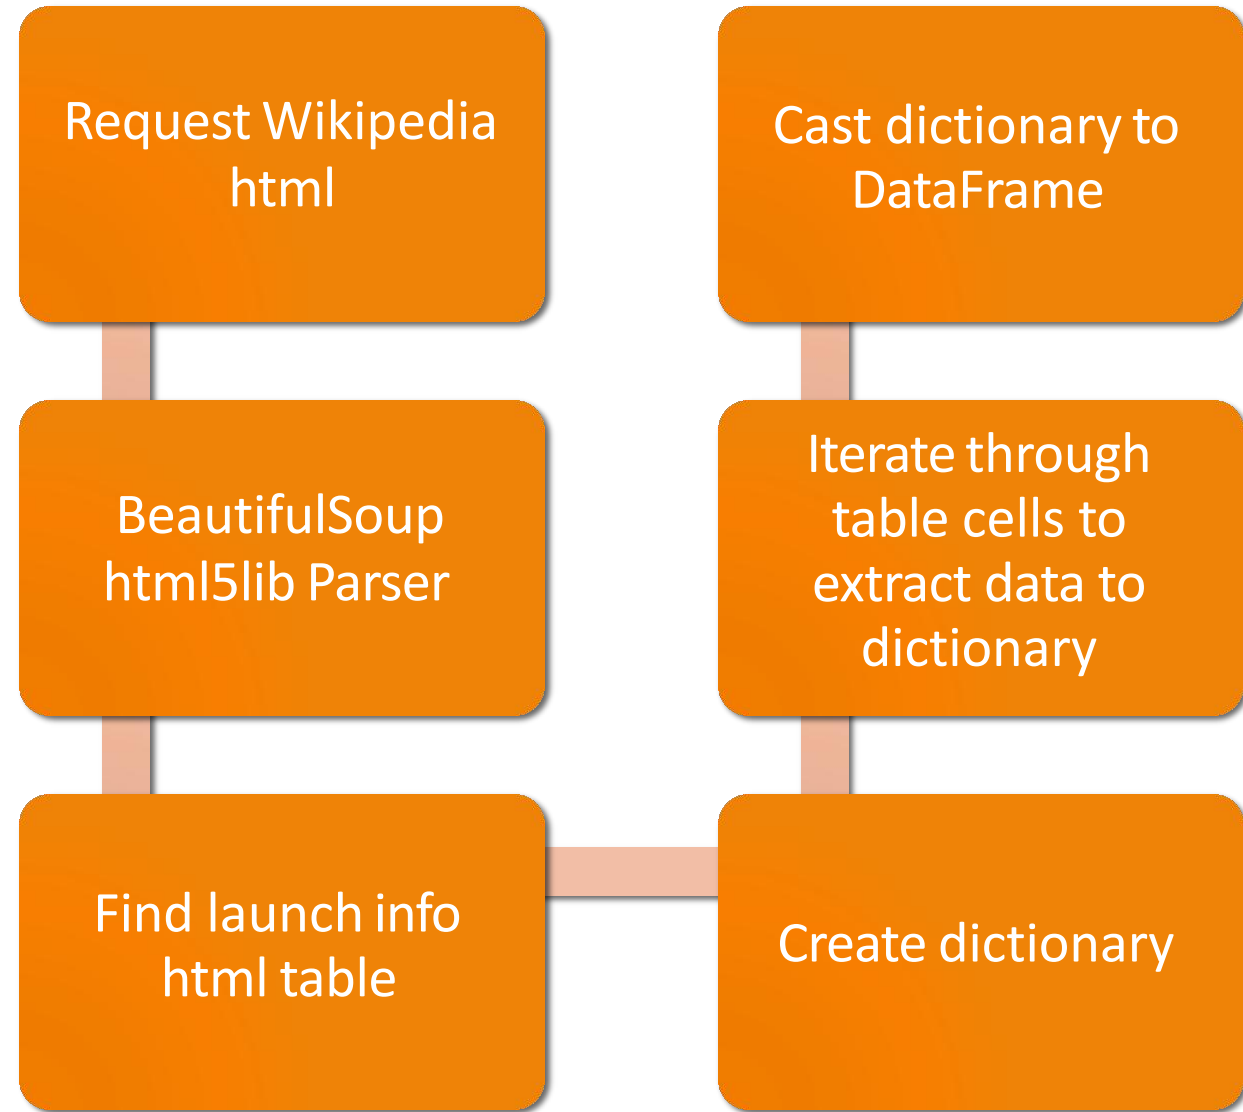 Request Wikipedia
html
BeautifulSoup
html5lib Parser
Find launch info
html table
Create dictionary
Iterate through
table cells to
extract data to
dictionary
Cast dictionary to
DataFrame